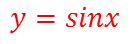 y = sinx